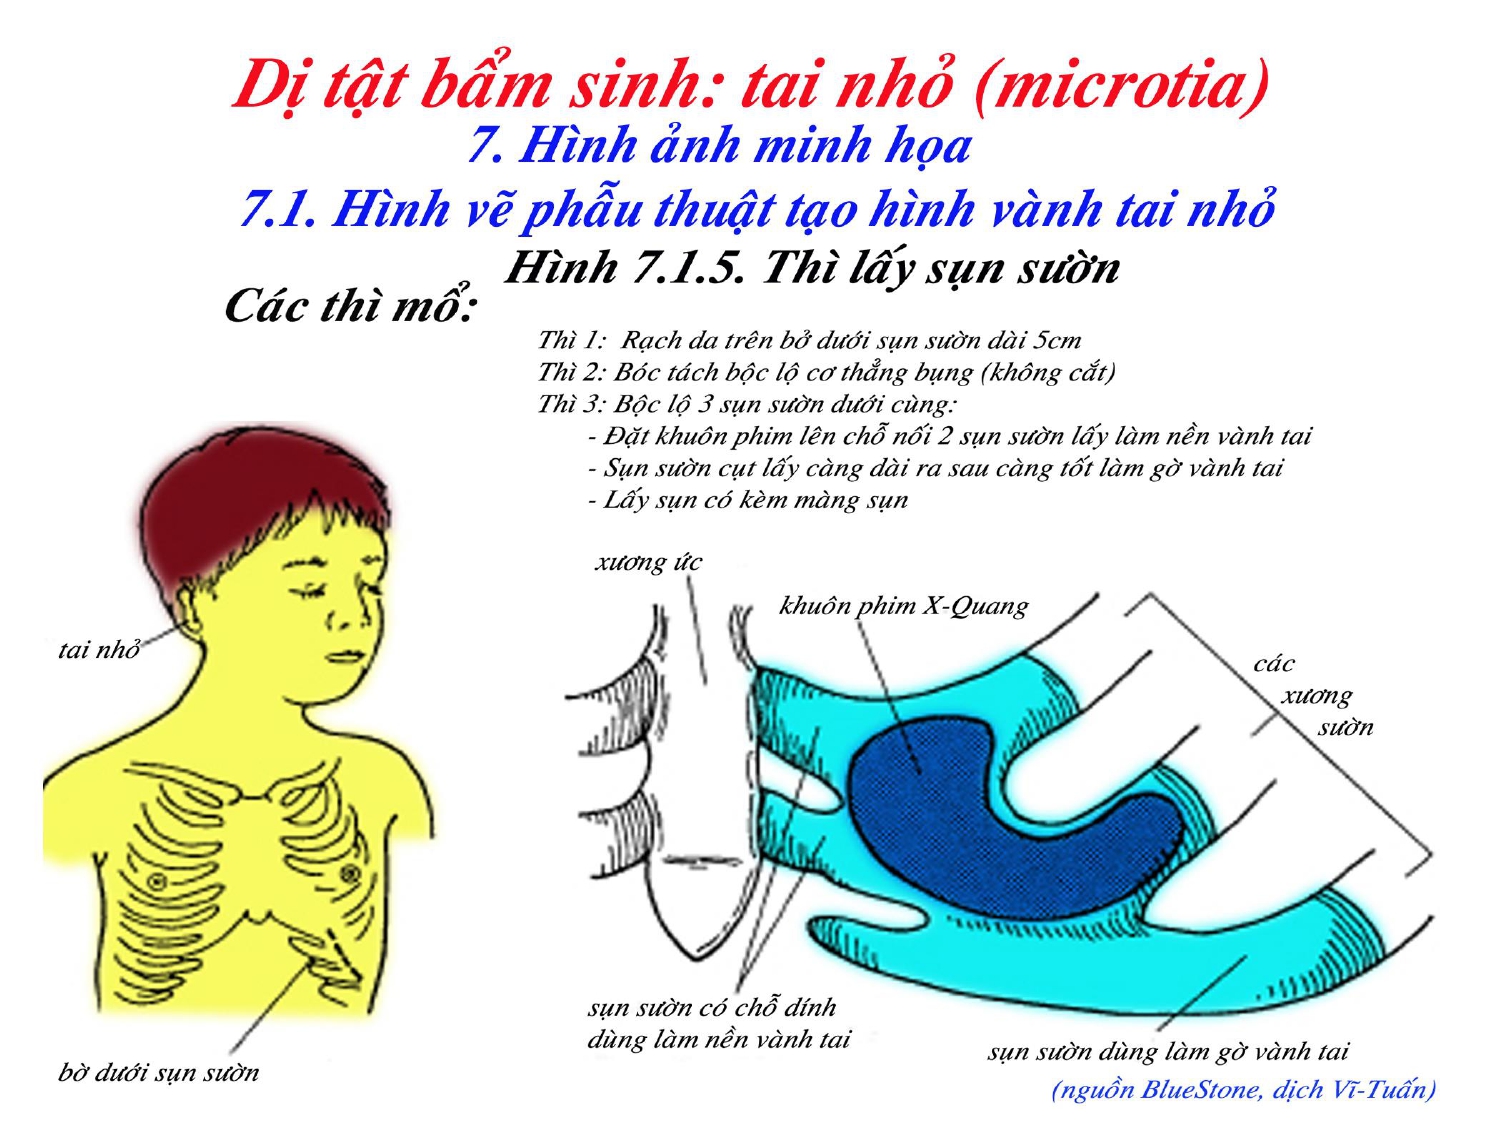 Dị tật bẩm sinh: tai nhỏ (microtia)
7. Hình ảnh minh họa
7.1. Hình vẽ phẫu thuật tạo hình vành tai nhỏ
Hình 7.1.5. Thì lấy sụn sườn
Các thì mổ:
Thì 1: Rạch da trên bở dưới sụn sườn dài 5cm
Thì 2: Bóc tách bộc lộ cơ thẳng bụng (không cắt)
Thì 3: Bộc lộ 3 sụn sườn dưới cùng:
- Đặt khuôn phim lên chỗ nối 2 sụn sườn lấy làm nền vành tai
- Sụn sườn cụt lấy càng dài ra sau càng tốt làm gờ vành tai
- Lấy sụn có kèm màng sụn
xương ức
khuôn phim X-Quang
tai nhỏ
các
xương
sườn
sụn sườn có chỗ dính
dùng làm nền vành tai
sụn sườn dùng làm gờ vành tai
bờ dưới sụn sườn
(nguồn BlueStone, dịch Vĩ-Tuấn)